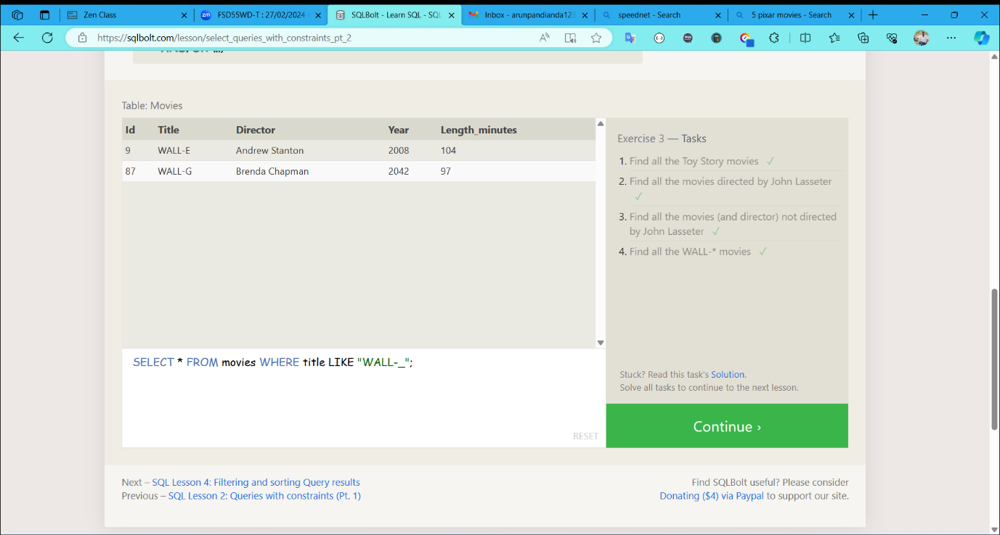 Zen Class
FSD55WD-T : 27/02/2024
SQLBolt - Learn SQL - SQL
Inbox - arunpandianda123
speednet - Search
5 pixar movies - Search
https://sqlbolt.com/lesson/select_queries_with_constraints_pt_2
Table: Movies
Id Title Director Year Length_minutes
9 WALL-E Andrew Stanton 2008 104
87 WALL-G Brenda Chapman 2042 97
SELECT * FROM movies WHERE title LIKE "WALL-_";
RESET
Exercise 3 — Tasks
1. Find all the Toy Story movies ✓
2. Find all the movies directed by John Lasseter
✓
3. Find all the movies (and director) not directed
by John Lasseter ✓
4. Find all the WALL-* movies ✓
Stuck? Read this task's Solution.
Solve all tasks to continue to the next lesson.
Continue ›
Next – SQL Lesson 4: Filtering and sorting Query results
Previous – SQL Lesson 2: Queries with constraints (Pt. 1)
Find SQLBolt useful? Please consider
Donating ($4) via Paypal to support our site.